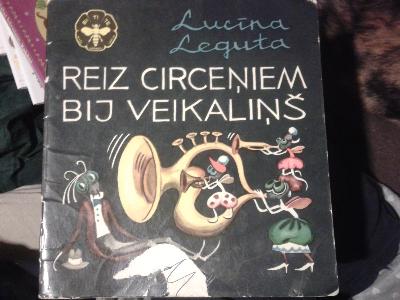 Lucīna
Leguta
REIZ CIRCEŅIEM
BIJ VEIKALIŅŠ